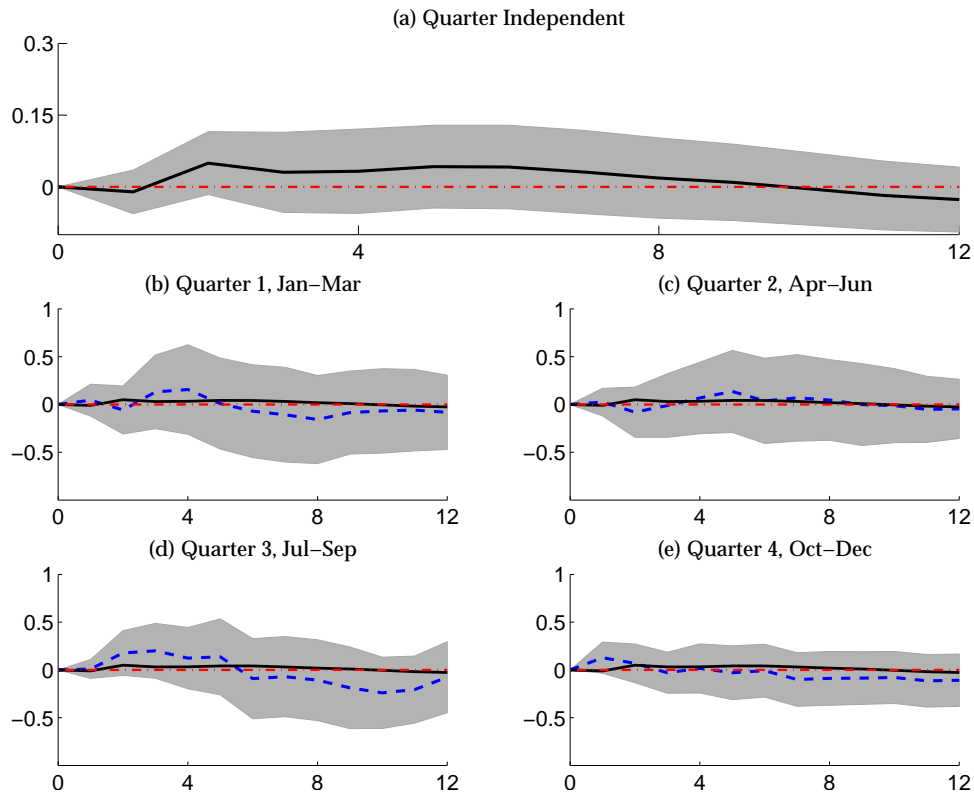 (a) Quarter Independent
0.3
0.15
0
0 4 8 12
(b) Quarter 1, Jan−Mar
1
0.5
0
−0.5
0 4 8 12
(c) Quarter 2, Apr−Jun
1
0.5
0
−0.5
0 4 8 12
(d) Quarter 3, Jul−Sep
1
0.5
0
−0.5
0 4 8 12
(e) Quarter 4, Oct−Dec
1
0.5
0
−0.5
0 4 8 12